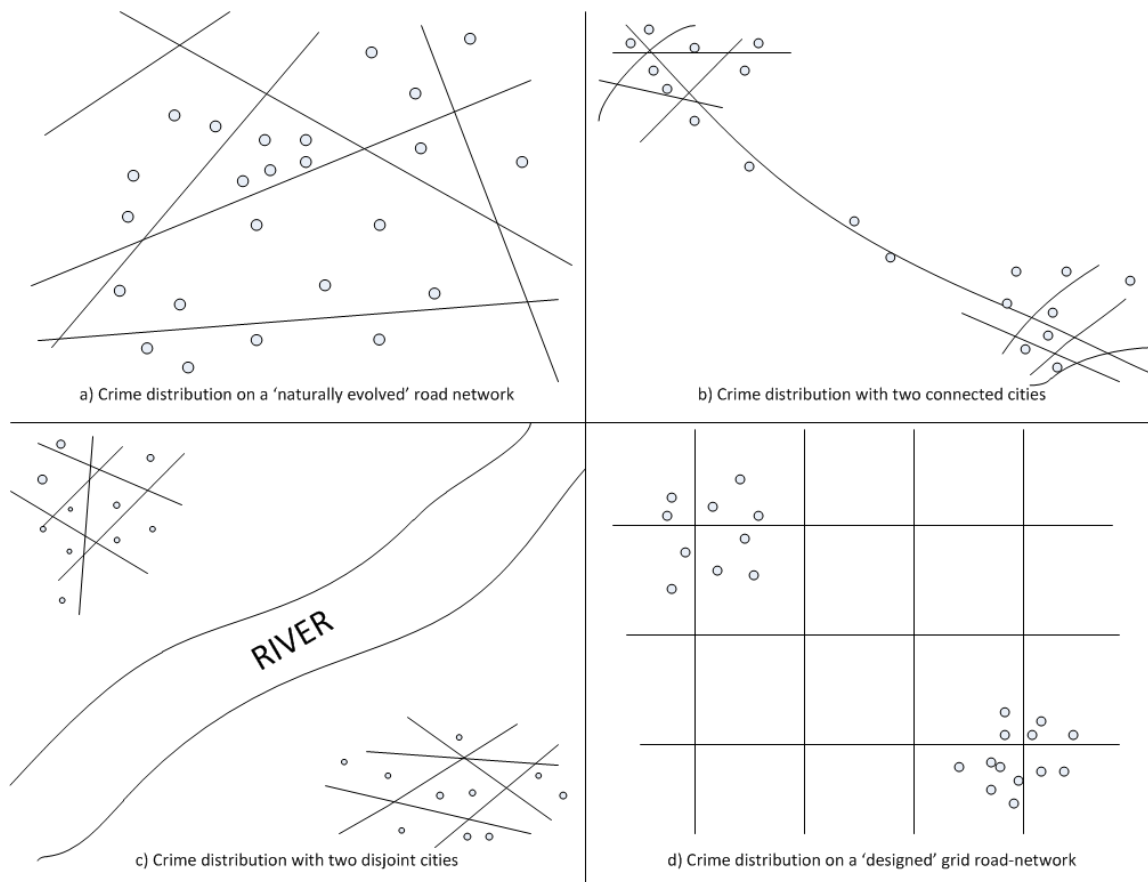 a) Crime distribution on a 'naturally evolved' road network
b) Crime distribution with two connected cities
RIVER
c) Crime distribution with two disjoint cities
d) Crime distribution on a 'designed' grid road-network